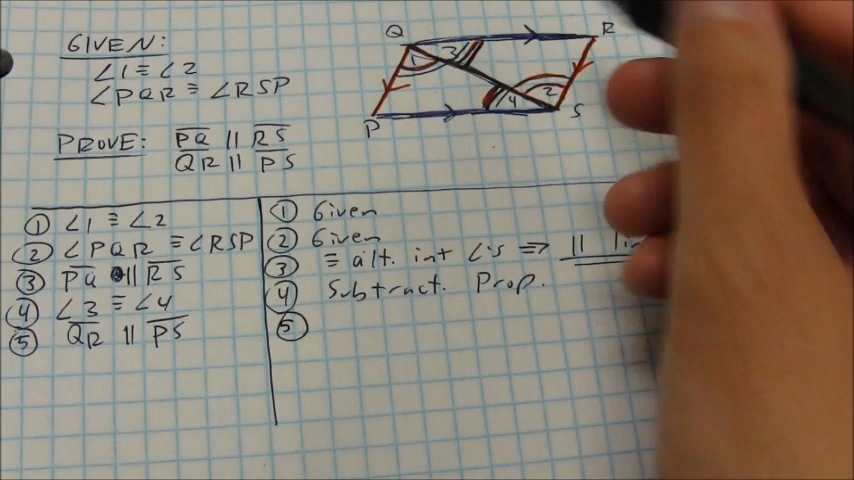 GIVEN:
∠1 ≅ ∠2
∠PQR ≅ ∠RSP
PROVE: PQ || RS
QR || PS
Q R
1 3
4 2
P S
① ∠1 ≅ ∠2
② ∠PQR ≅ ∠RSP
③ PQ || RS
④ ∠3 ≅ ∠4
⑤ QR || PS
① Given
② Given
③ ≅ alt. int ∠'s ⇒ ||
④ Subtract. Prop.
⑤